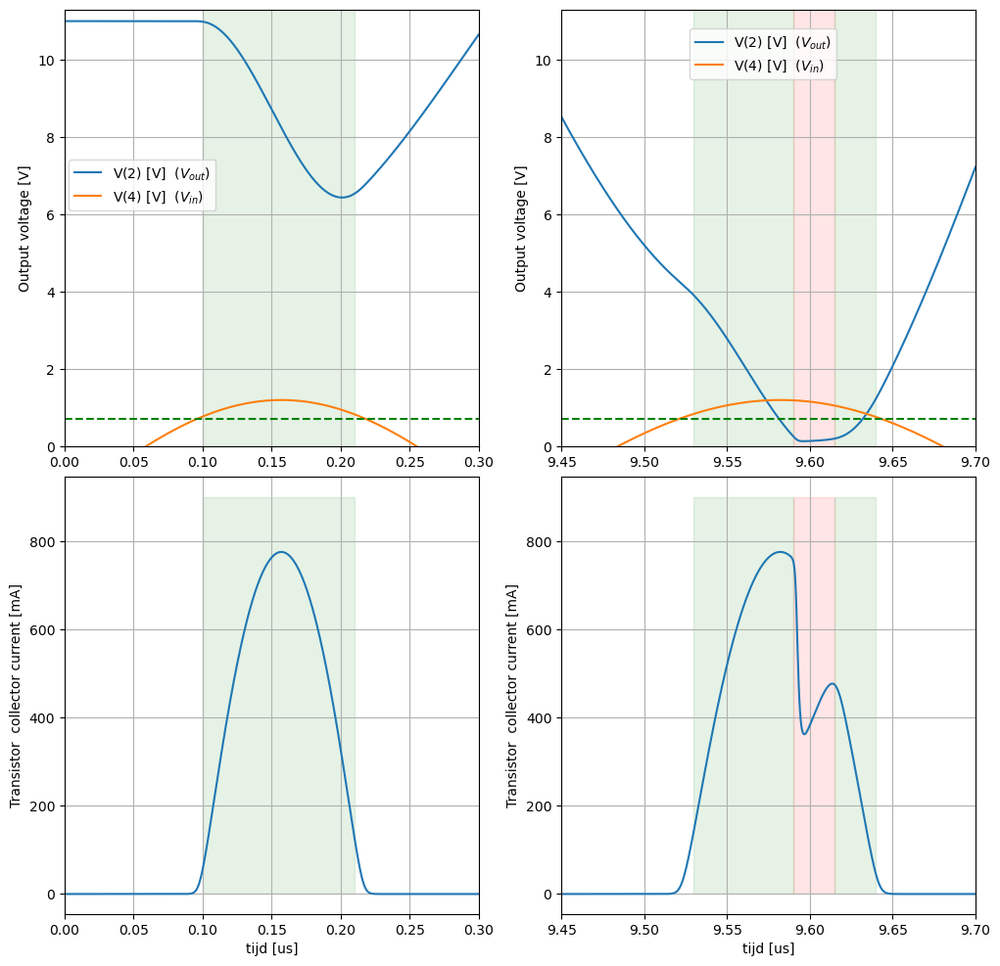 Output voltage [V]
10
8
6
4
2
0
V(2) [V] (V_out)
V(4) [V] (V_in)
0.00 0.05 0.10 0.15 0.20 0.25 0.30
Output voltage [V]
10
8
6
4
2
0
V(2) [V] (V_out)
V(4) [V] (V_in)
9.45 9.50 9.55 9.60 9.65 9.70
Transistor collector current [mA]
800
600
400
200
0
0.00 0.05 0.10 0.15 0.20 0.25 0.30
tijd [us]
Transistor collector current [mA]
800
600
400
200
0
9.45 9.50 9.55 9.60 9.65 9.70
tijd [us]